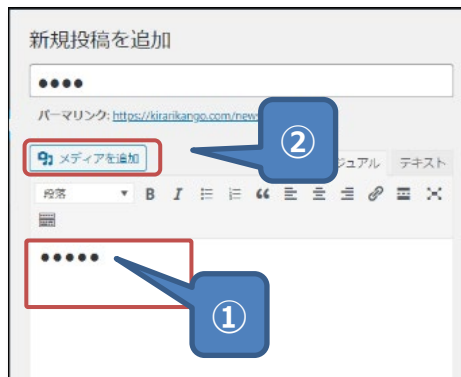 新規投稿を追加
●●●●
パーマリンク: https://kirarikango.com/new
メディアを追加
ジュアル テキスト
段落 B I
●●●●●
②
①